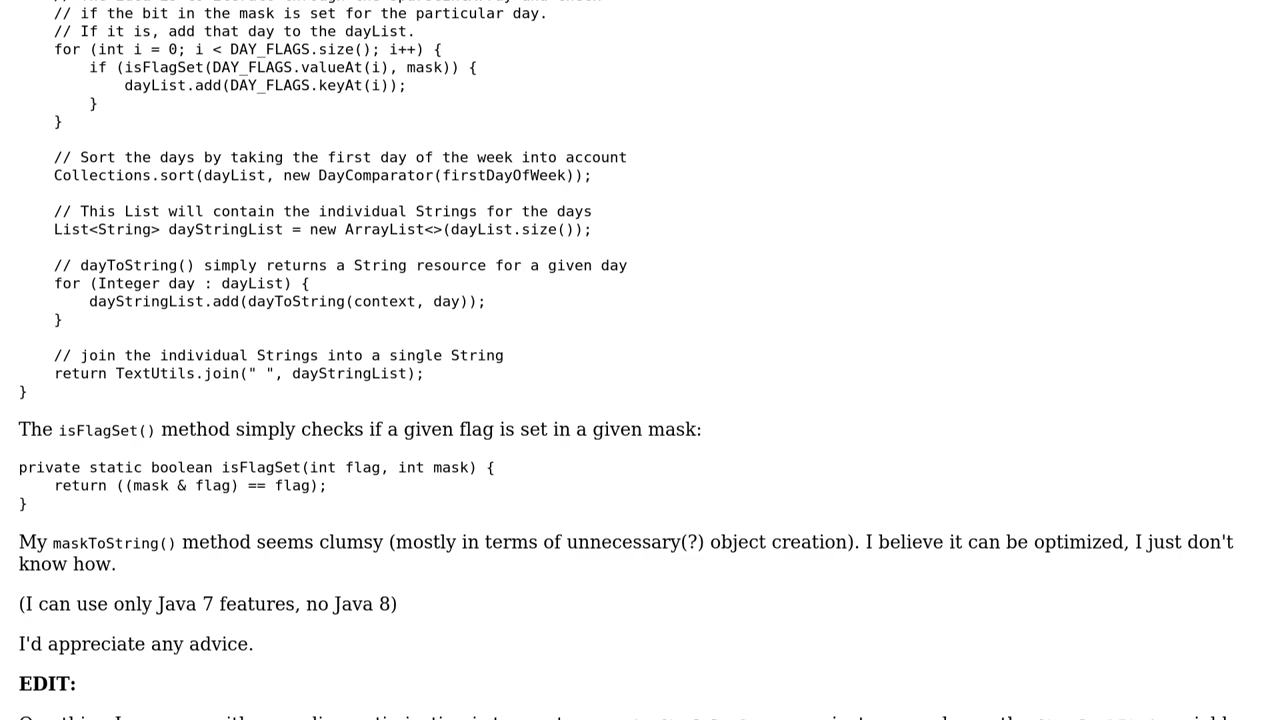 // if the bit in the mask is set for the particular day.
// If it is, add that day to the dayList.
for (int i = 0; i < DAY_FLAGS.size(); i++) {
if (isFlagSet(DAY_FLAGS.valueAt(i), mask)) {
dayList.add(DAY_FLAGS.keyAt(i));
}
}
// Sort the days by taking the first day of the week into account
Collections.sort(dayList, new DayComparator(firstDayOfWeek));
// This List will contain the individual Strings for the days
List<String> dayStringList = new ArrayList<>(dayList.size());
// dayToString() simply returns a String resource for a given day
for (Integer day : dayList) {
dayStringList.add(dayToString(context, day));
}
// join the individual Strings into a single String
return TextUtils.join(" ", dayStringList);
}
The isFlagSet() method simply checks if a given flag is set in a given mask:
private static boolean isFlagSet(int flag, int mask) {
return ((mask & flag) == flag);
}
My maskToString() method seems clumsy (mostly in terms of unnecessary(?) object creation). I believe it can be optimized, I just don't
know how.
(I can use only Java 7 features, no Java 8)
I'd appreciate any advice.
EDIT: